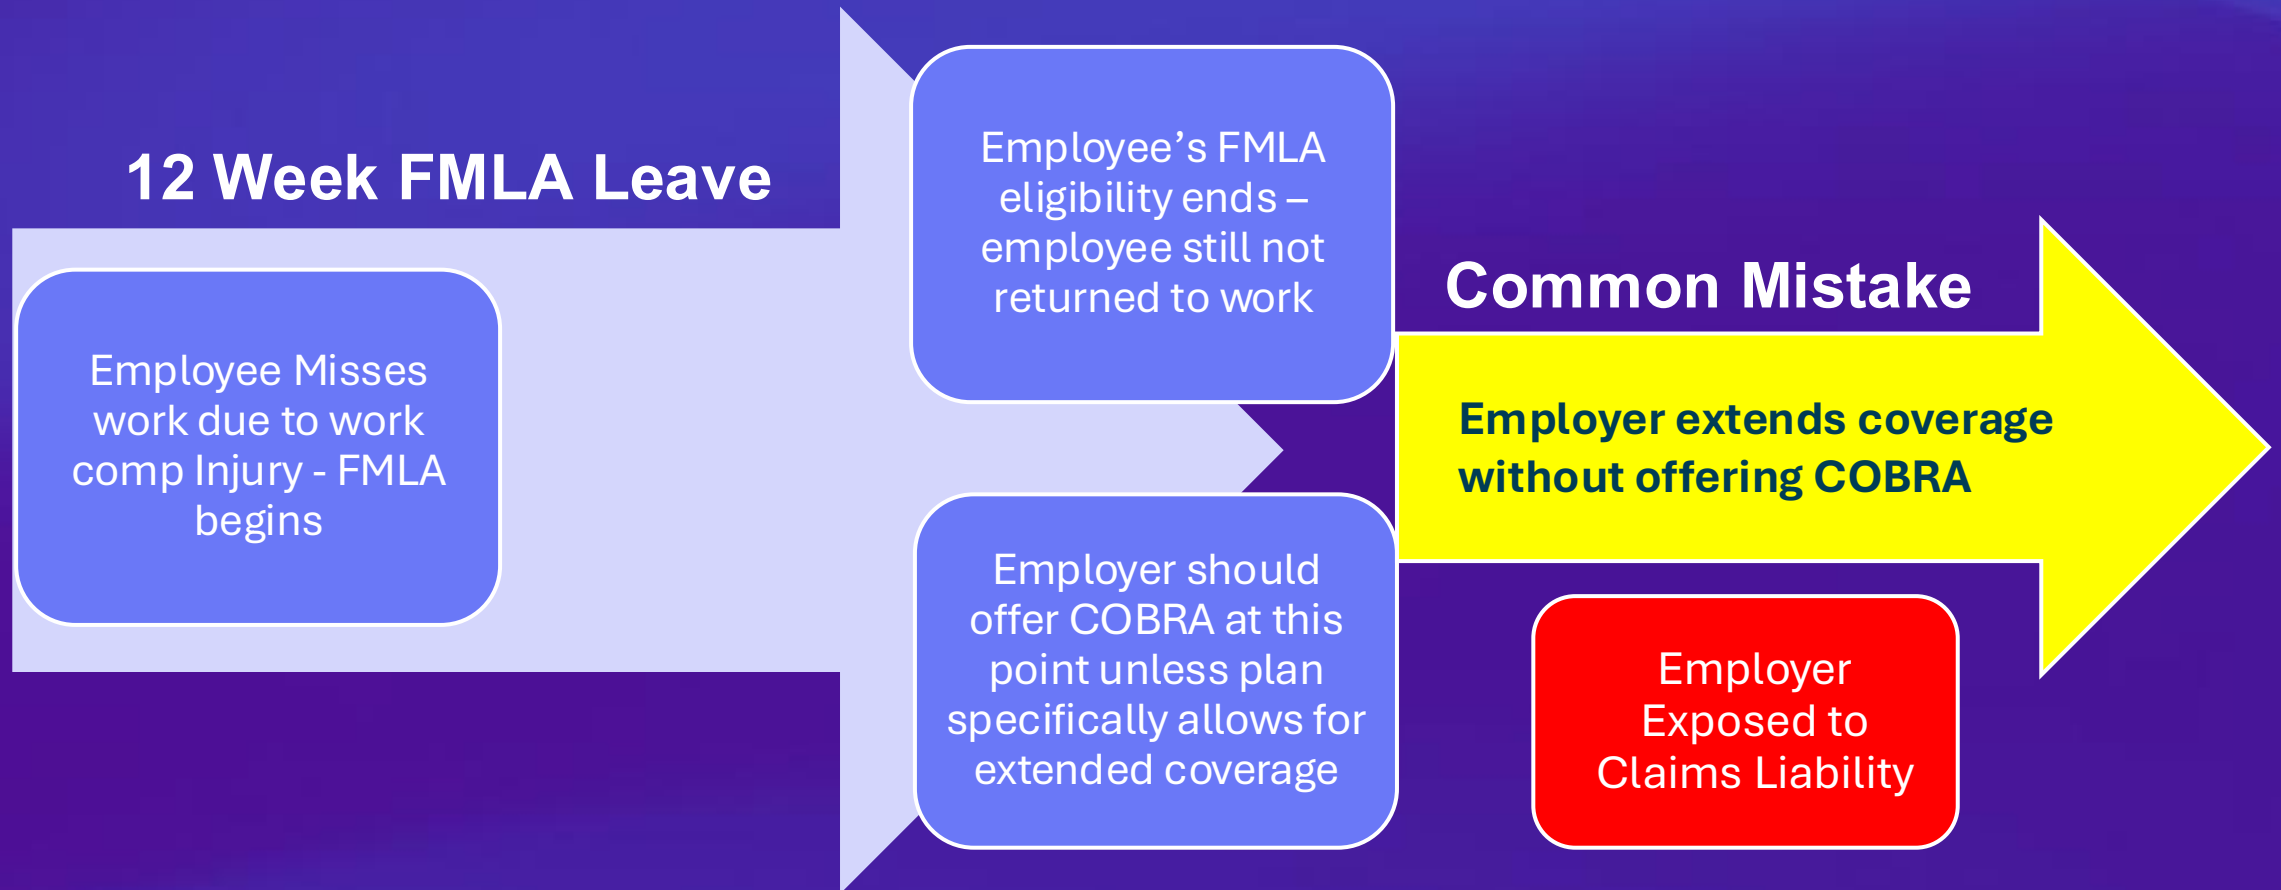 12 Week FMLA Leave
Employee Misses
work due to work
comp Injury - FMLA
begins
Employee’s FMLA
eligibility ends –
employee still not
returned to work
Employer should
offer COBRA at this
point unless plan
specifically allows for
extended coverage
Common Mistake
Employer extends coverage
without offering COBRA
Employer
Exposed to
Claims Liability